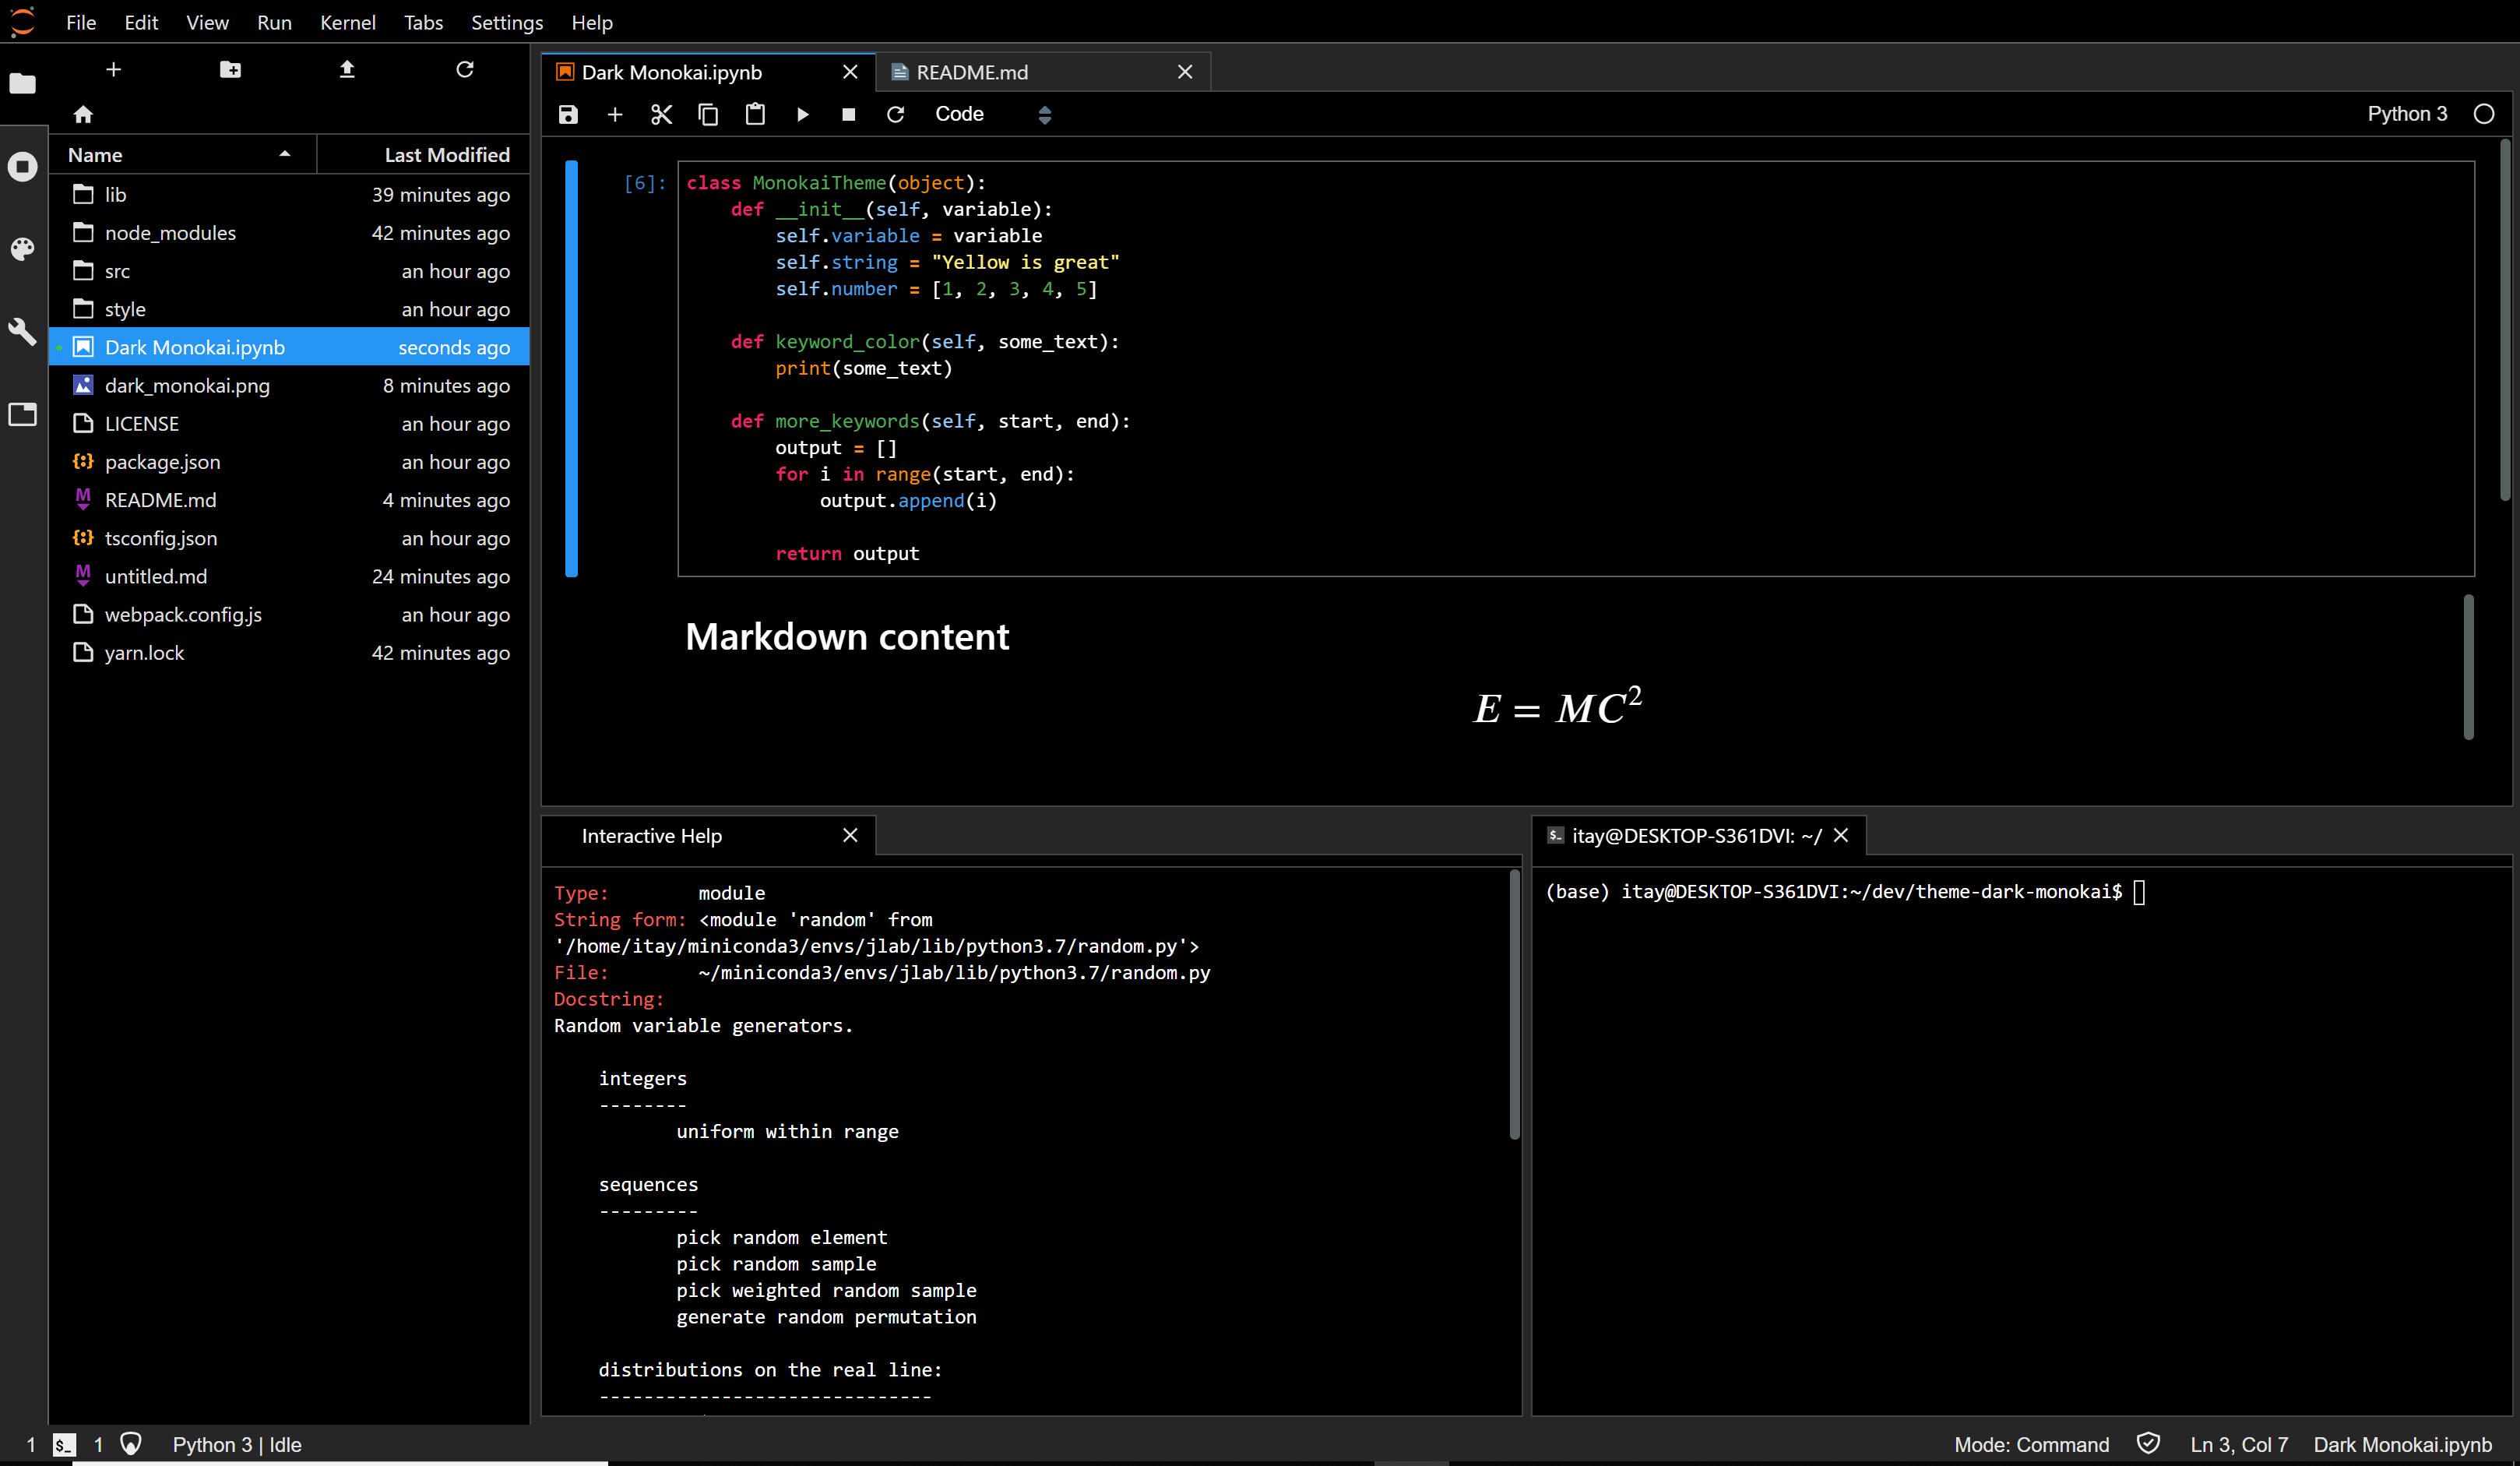 File Edit View Run Kernel Tabs Settings Help
Name Last Modified
lib 39 minutes ago
node_modules 42 minutes ago
src an hour ago
style an hour ago
Dark Monokai.ipynb seconds ago
dark_monokai.png 8 minutes ago
LICENSE an hour ago
package.json an hour ago
README.md 4 minutes ago
tsconfig.json an hour ago
untitled.md 24 minutes ago
webpack.config.js an hour ago
yarn.lock 42 minutes ago
Dark Monokai.ipynb README.md
Code Python 3
[6]: class MonokaiTheme(object):
    def __init__(self, variable):
        self.variable = variable
        self.string = "Yellow is great"
        self.number = [1, 2, 3, 4, 5]
    def keyword_color(self, some_text):
        print(some_text)
    def more_keywords(self, start, end):
        output = []
        for i in range(start, end):
            output.append(i)
        return output
Markdown content
E = MC²
Interactive Help
Type: module
String form: <module 'random' from
'/home/itay/miniconda3/envs/jlab/lib/python3.7/random.py'>
File: ~/miniconda3/envs/jlab/lib/python3.7/random.py
Docstring:
Random variable generators.
    integers
    --------
           uniform within range
    sequences
    ---------
           pick random element
           pick random sample
           pick weighted random sample
           generate random permutation
    distributions on the real line:
    ------------------------------
$_ itay@DESKTOP-S361DVI: ~/
(base) itay@DESKTOP-S361DVI:~/dev/theme-dark-monokai$
1 $_ 1 Python 3 | Idle Mode: Command Ln 3, Col 7 Dark Monokai.ipynb